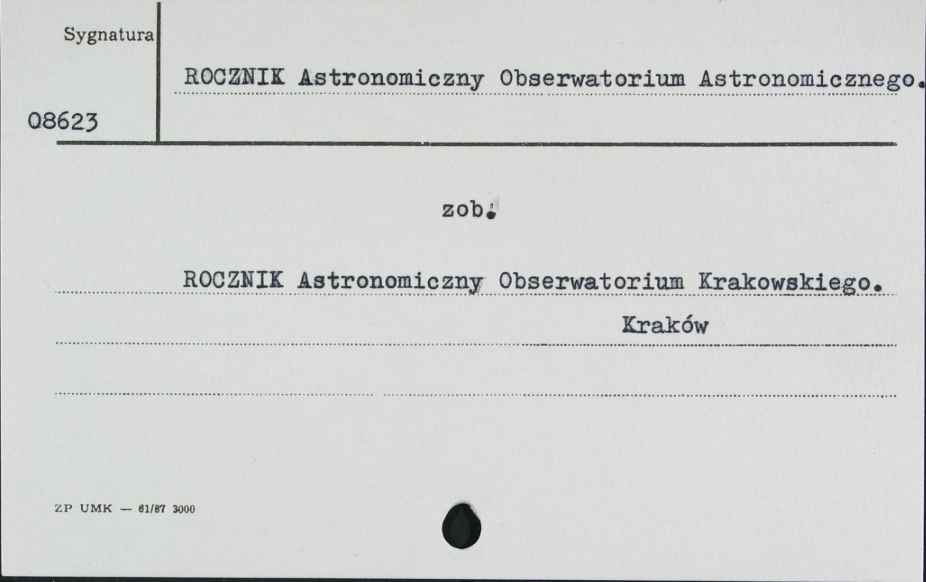 Sygnatura
ROCZNIK Astronomiczny Obserwatorium Astronomicznego.
08623
zob.
ROCZNIK Astronomiczny Obserwatorium Krakowskiego.
Kraków
ZP UMK — 61/87 3000